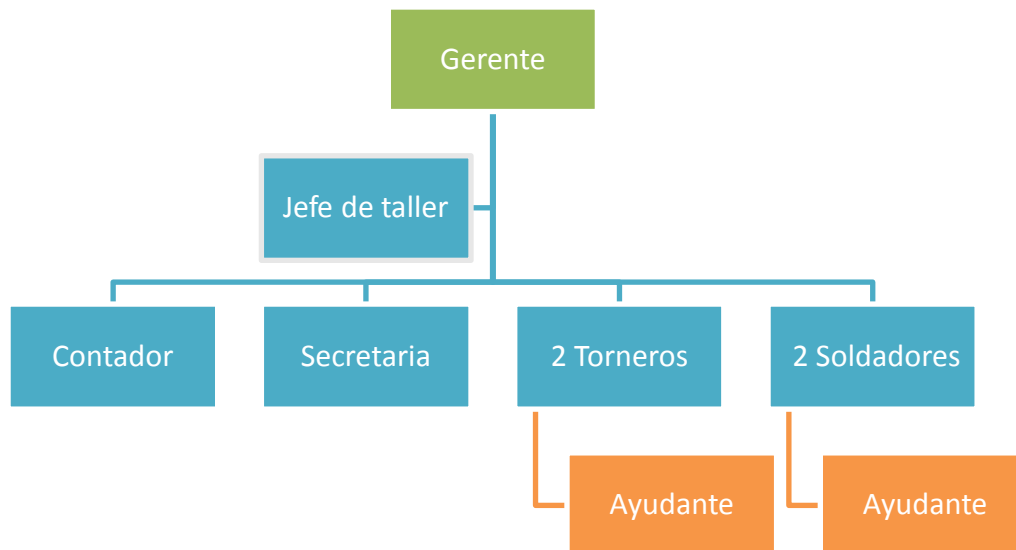 Gerente
Jefe de taller
Contador
Secretaria
2 Torneros
2 Soldadores
Ayudante
Ayudante